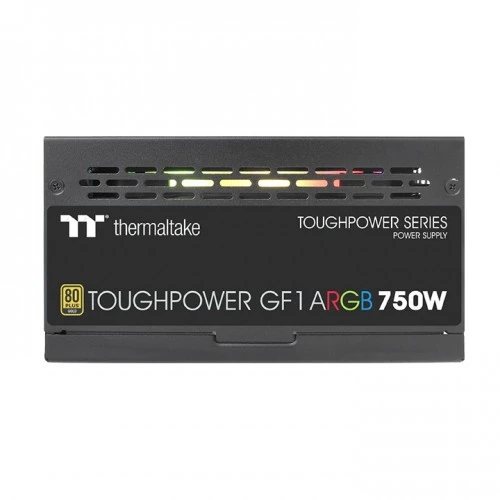 thermaltake
TOUGHPOWER SERIES
POWER SUPPLY
80
PLUS
GOLD
TOUGHPOWER GF1 ARGB 750W